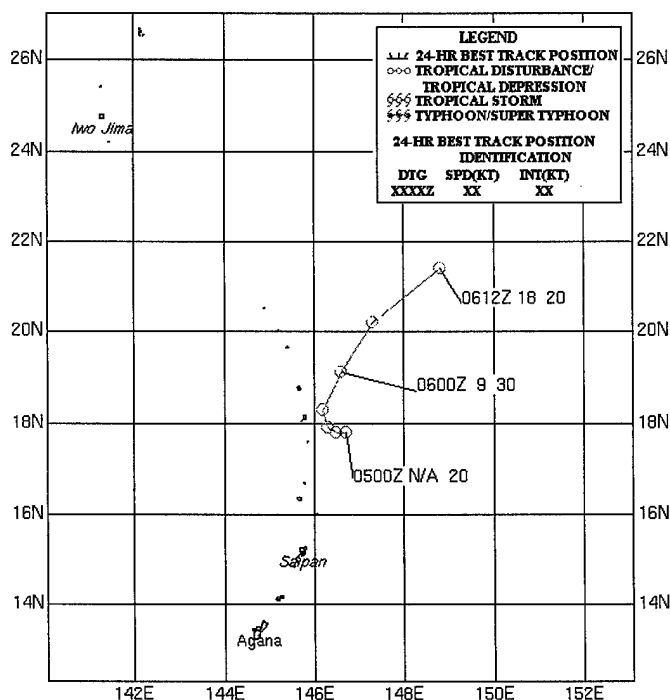 26N
24N
22N
20N
18N
16N
14N
LEGEND
24-HR BEST TRACK POSITION
TROPICAL DISTURBANCE/
TROPICAL DEPRESSION
TROPICAL STORM
TYPHOON/SUPER TYPHOON
24-HR BEST TRACK POSITION
IDENTIFICATION
DTG SPD(KT) INT(KT)
XXXXZ XX XX
26N
24N
22N
20N
18N
16N
14N
Iwo Jima
0612Z 18 20
0600Z 9 30
0500Z N/A 20
Saipan
Agana
142E 144E 146E 148E 150E 152E